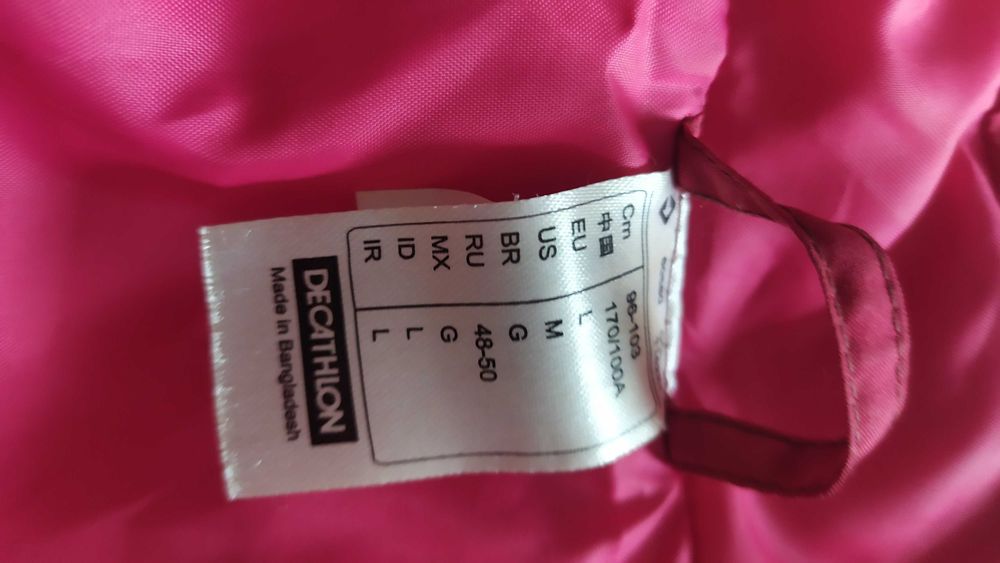 Cm 96-103
中国 170/100A
EU L
US M
BR G
RU 48-50
MX G
ID L
IR L
DECATHLON
Made in Bangladesh